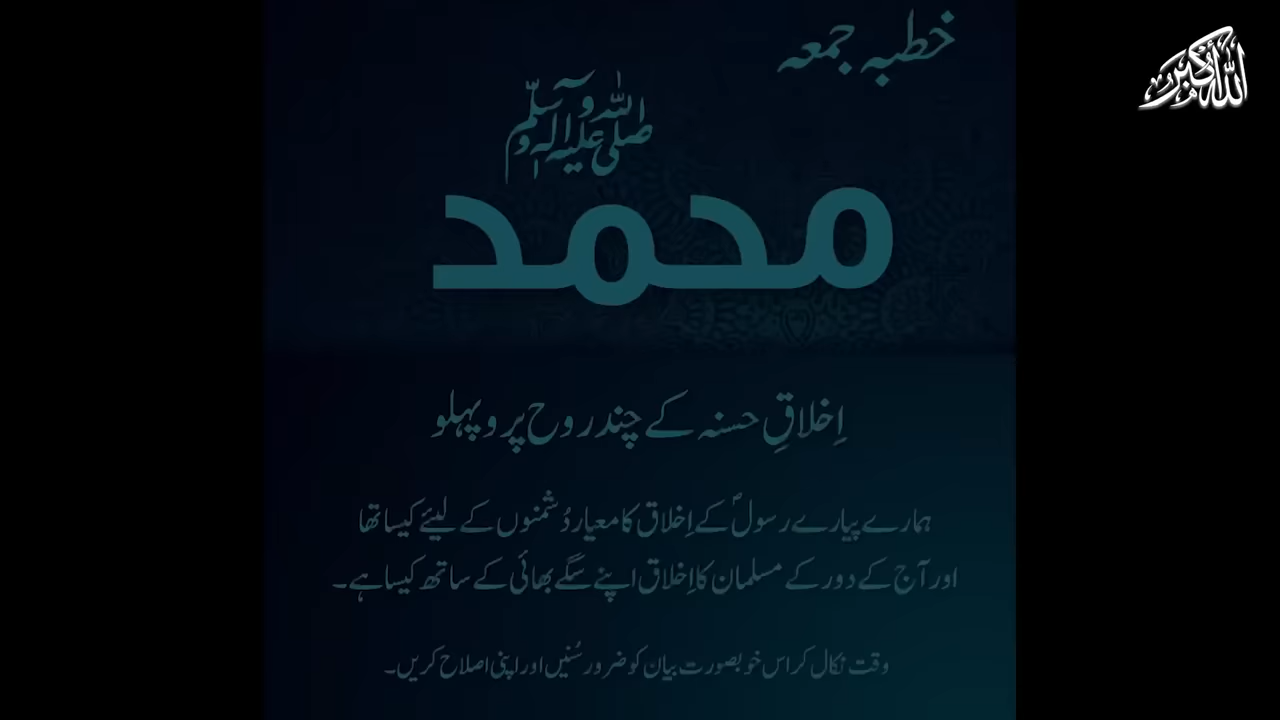 خطبہ جمعہ
اللہ اکبر
صلی اللہ علیہ وآلہ وسلم
محمد
اِخلاقِ حسنہ کے چند روح پرو پہلو
ہمارے پیارے رسولؐ کے اِخلاق کا معیار دُشمنوں کے لیئے کیسا تھا
اور آج کے دور کے مسلمان کا اِخلاق اپنے سگے بھائی کے ساتھ کیسا ہے۔
وقت نکال کر اس خوبصورت بیان کو ضرور سُنیں اور اپنی اصلاح کریں۔